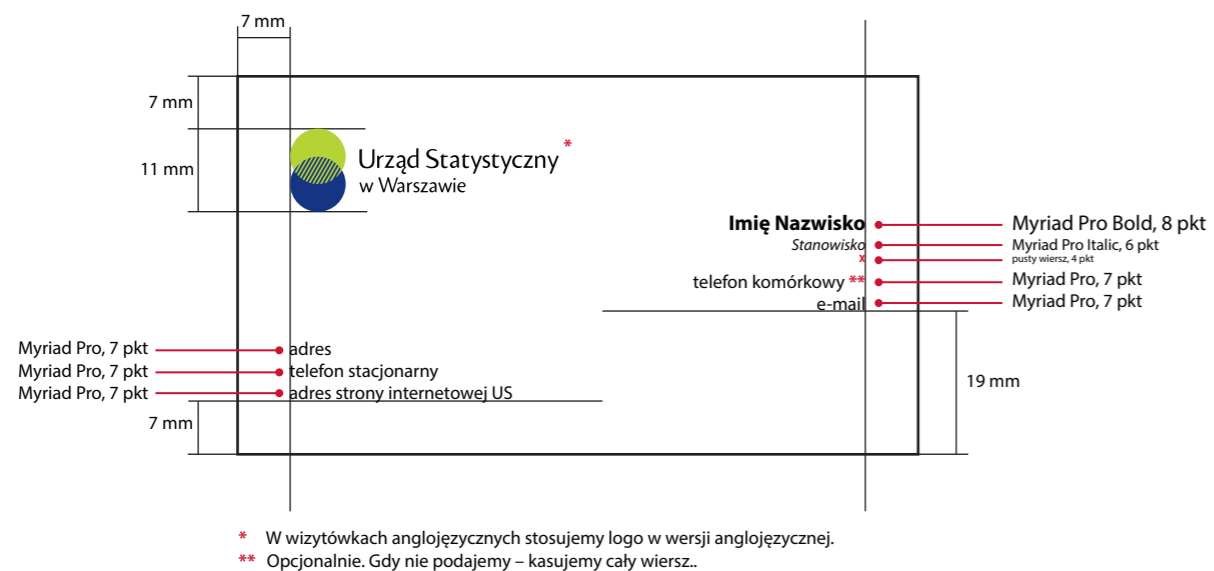 7 mm
7 mm
11 mm
Urząd Statystyczny *
w Warszawie
Imię Nazwisko
Myriad Pro Bold, 8 pkt
Stanowisko
Myriad Pro Italic, 6 pkt
x
pusty wiersz, 4 pkt
telefon komórkowy **
Myriad Pro, 7 pkt
e-mail
Myriad Pro, 7 pkt
Myriad Pro, 7 pkt
adres
Myriad Pro, 7 pkt
telefon stacjonarny
Myriad Pro, 7 pkt
adres strony internetowej US
19 mm
7 mm
* W wizytówkach anglojęzycznych stosujemy logo w wersji anglojęzycznej.
** Opcjonalnie. Gdy nie podajemy – kasujemy cały wiersz..